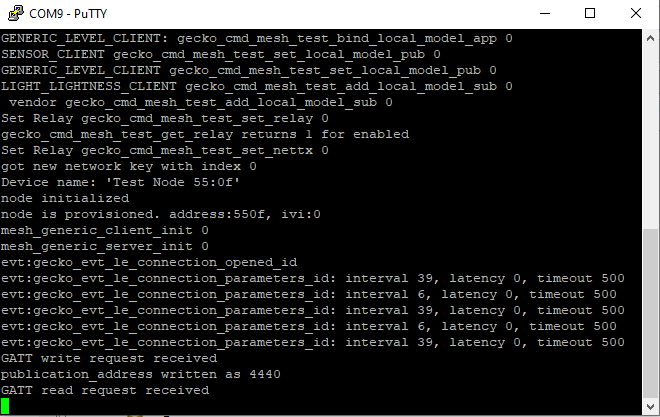 COM9 - PuTTY
GENERIC_LEVEL_CLIENT: gecko_cmd_mesh_test_bind_local_model_app 0
SENSOR_CLIENT gecko_cmd_mesh_test_set_local_model_pub 0
GENERIC_LEVEL_CLIENT gecko_cmd_mesh_test_set_local_model_pub 0
LIGHT_LIGHTNESS_CLIENT gecko_cmd_mesh_test_add_local_model_sub 0
 vendor gecko_cmd_mesh_test_add_local_model_sub 0
Set Relay gecko_cmd_mesh_test_set_relay 0
gecko_cmd_mesh_test_get_relay returns 1 for enabled
Set Relay gecko_cmd_mesh_test_set_nettx 0
got new network key with index 0
Device name: 'Test Node 55:0f'
node initialized
node is provisioned. address:550f, ivi:0
mesh_generic_client_init 0
mesh_generic_server_init 0
evt:gecko_evt_le_connection_opened_id
evt:gecko_evt_le_connection_parameters_id: interval 39, latency 0, timeout 500
evt:gecko_evt_le_connection_parameters_id: interval 6, latency 0, timeout 500
evt:gecko_evt_le_connection_parameters_id: interval 39, latency 0, timeout 500
evt:gecko_evt_le_connection_parameters_id: interval 6, latency 0, timeout 500
evt:gecko_evt_le_connection_parameters_id: interval 39, latency 0, timeout 500
GATT write request received
publication_address written as 4440
GATT read request received